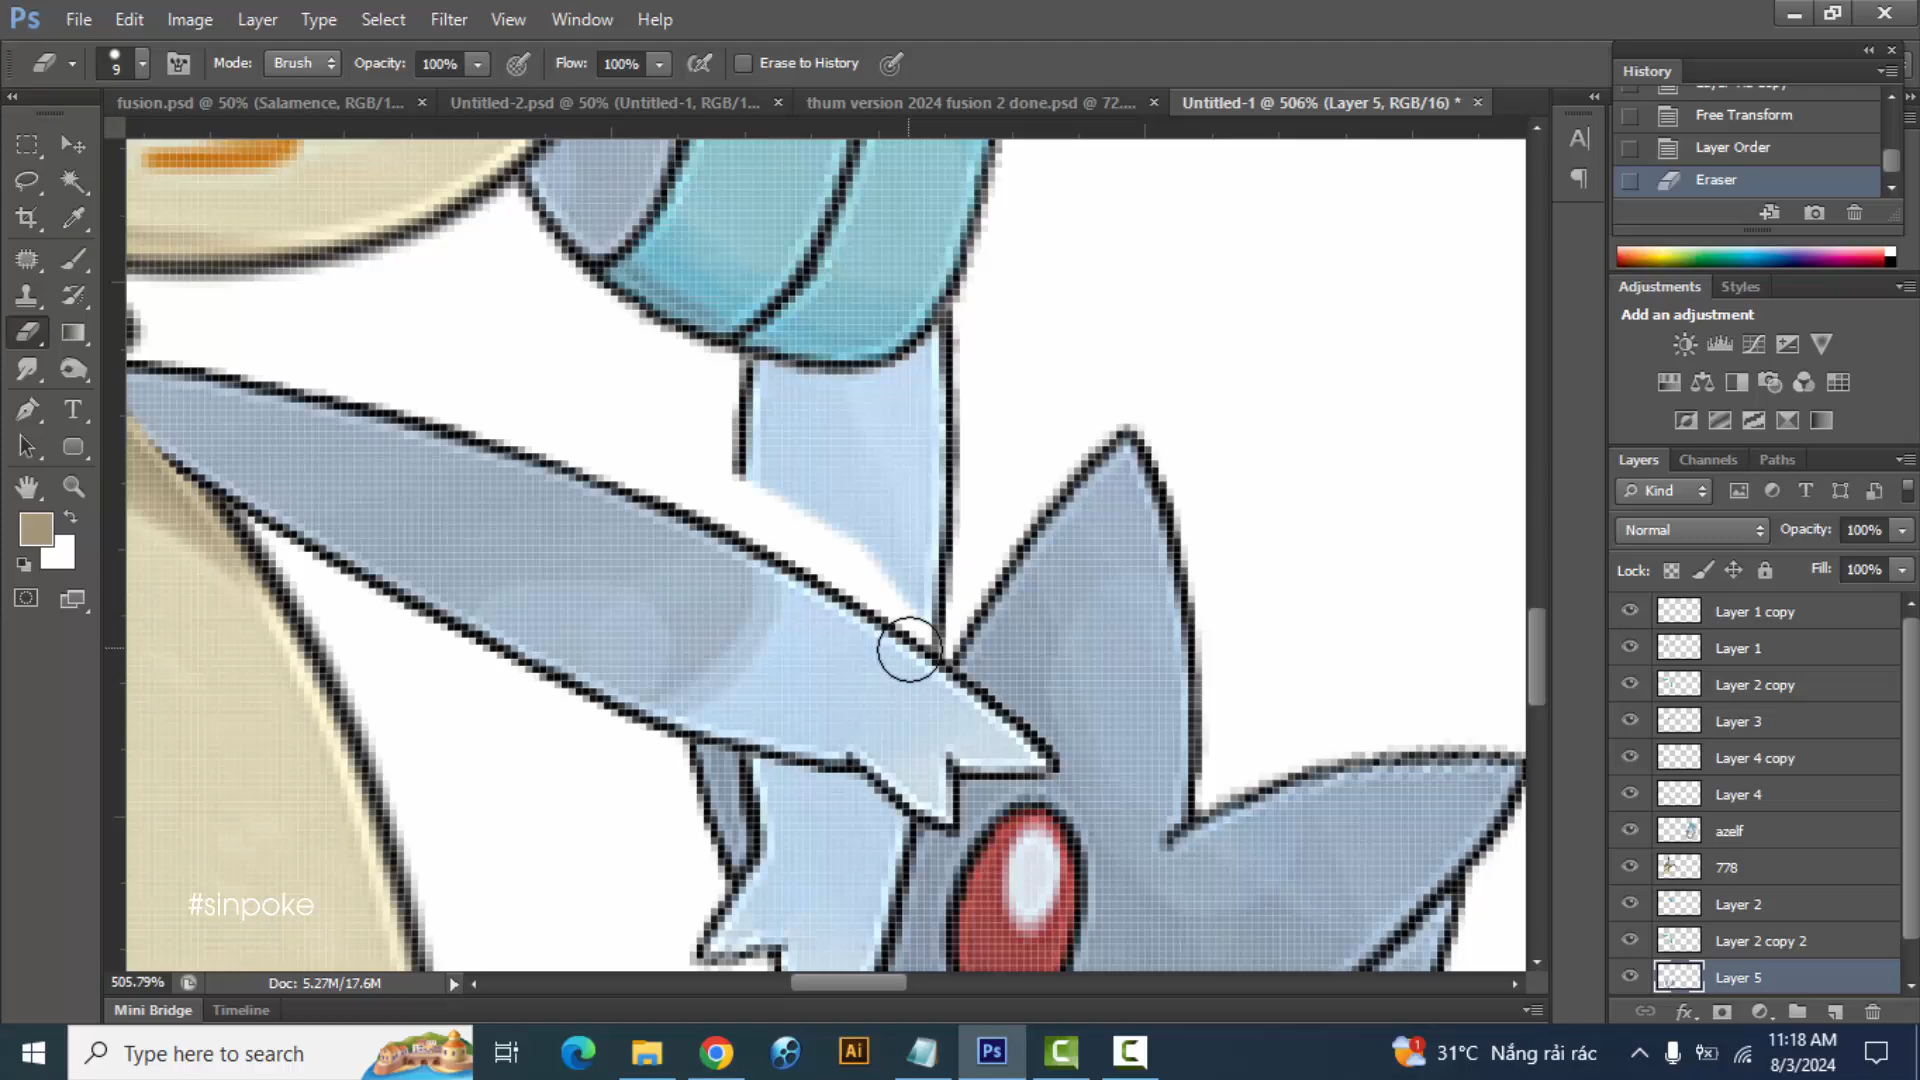 Ps File Edit Image Layer Type Select Filter View Window Help
9 Mode: Brush Opacity: 100% Flow: 100% Erase to History
fusion.psd @ 50% (Salamence, RGB/1... Untitled-2.psd @ 50% (Untitled-1, RGB/1... thum version 2024 fusion 2 done.psd @ 72.... Untitled-1 @ 506% (Layer 5, RGB/16) *
History
Free Transform
Layer Order
Eraser
Adjustments Styles
Add an adjustment
Layers Channels Paths
Kind
Normal Opacity: 100%
Lock: Fill: 100%
Layer 1 copy
Layer 1
Layer 2 copy
Layer 3
Layer 4 copy
Layer 4
azelf
778
Layer 2
Layer 2 copy 2
Layer 5
#sinpoke
505.79% Doc: 5.27M/17.6M
Mini Bridge Timeline
Type here to search
Ai
Ps
31°C Nắng rải rác
11:18 AM
8/3/2024